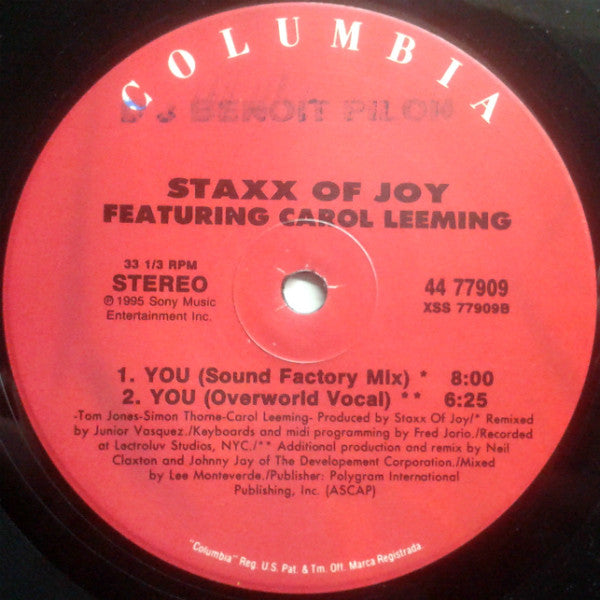 COLUMBIA
DJ BENOIT PILON
STAXX OF JOY
FEATURING CAROL LEEMING
33 1/3 RPM
STEREO
℗ 1995 Sony Music
Entertainment Inc.
44 77909
XSS 77909B
1. YOU (Sound Factory Mix) * 8:00
2. YOU (Overworld Vocal) ** 6:25
-Tom Jones-Simon Thorne-Carol Leeming- Produced by Staxx Of Joy/* Remixed
by Junior Vasquez./Keyboards and midi programming by Fred Jorio./Recorded
at Lectroluv Studios, NYC./** Additional production and remix by Neil
Claxton and Johnny Jay of The Developement Corporation./Mixed
by Lee Monteverde./Publisher: Polygram International
Publishing, Inc. (ASCAP)
"Columbia" Reg. U.S. Pat. & Tm. Off. Marca Registrada.